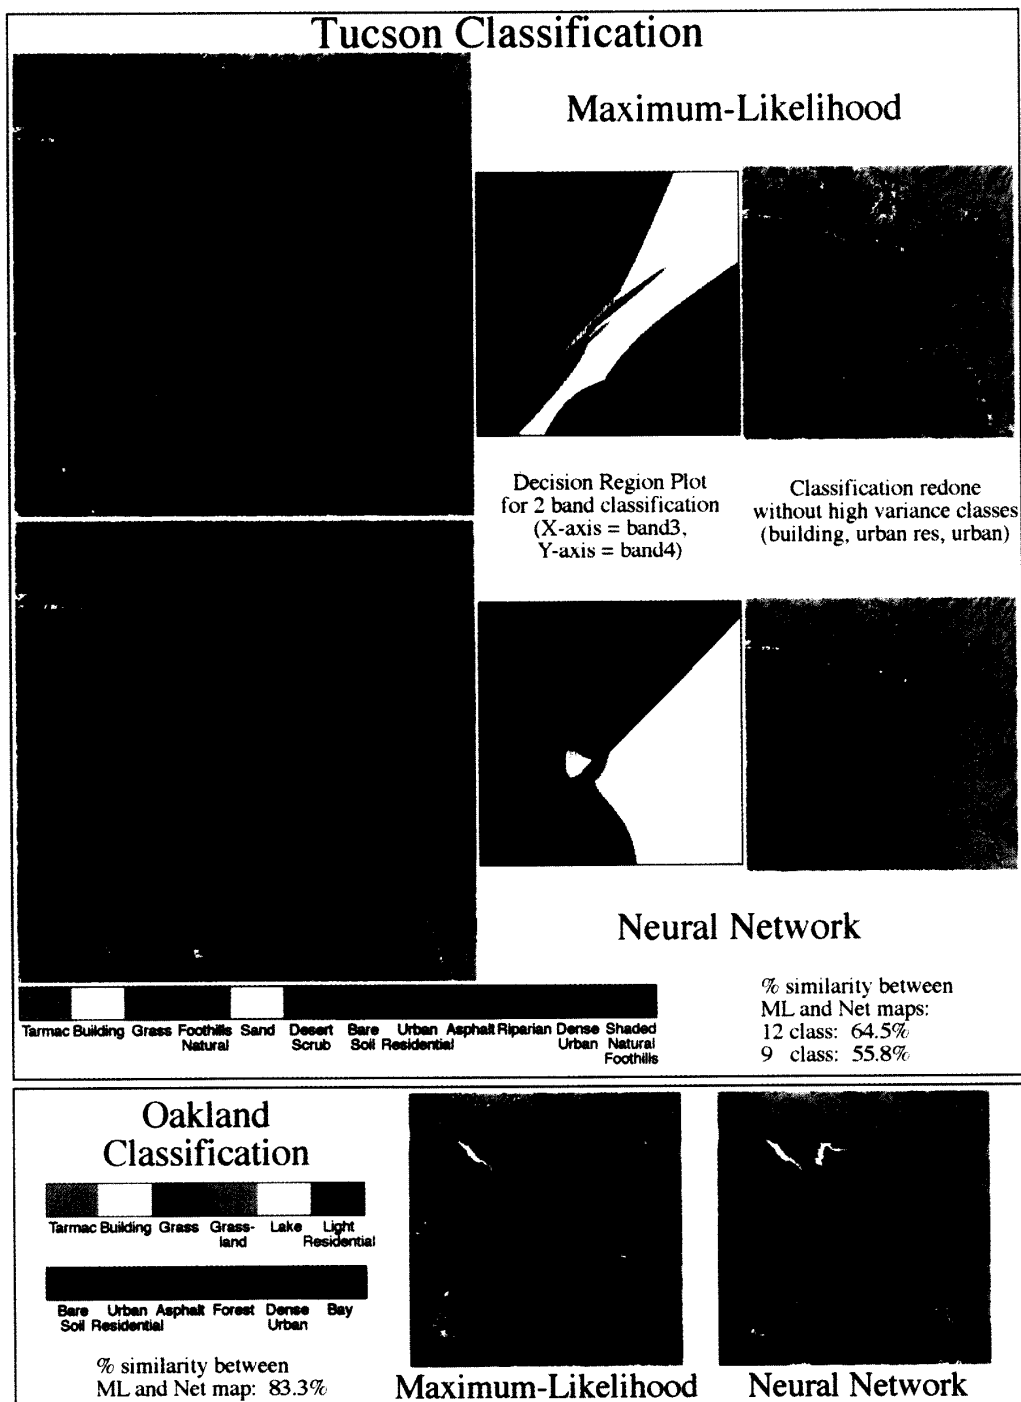 Tucson Classification
Maximum-Likelihood
Decision Region Plot
for 2 band classification
(X-axis = band3,
Y-axis = band4)
Classification redone
without high variance classes
(building, urban res, urban)
Neural Network
Tarmac Building Grass Foothills Natural Sand Desert Scrub Bare Soil Urban Residential Asphalt Riparian Dense Urban Shaded Natural Foothills
% similarity between
ML and Net maps:
12 class: 64.5%
9 class: 55.8%
Oakland
Classification
Tarmac Building Grass Grass-land Lake Light Residential
Bare Soil Urban Residential Asphalt Forest Dense Urban Bay
% similarity between
ML and Net map: 83.3%
Maximum-Likelihood
Neural Network